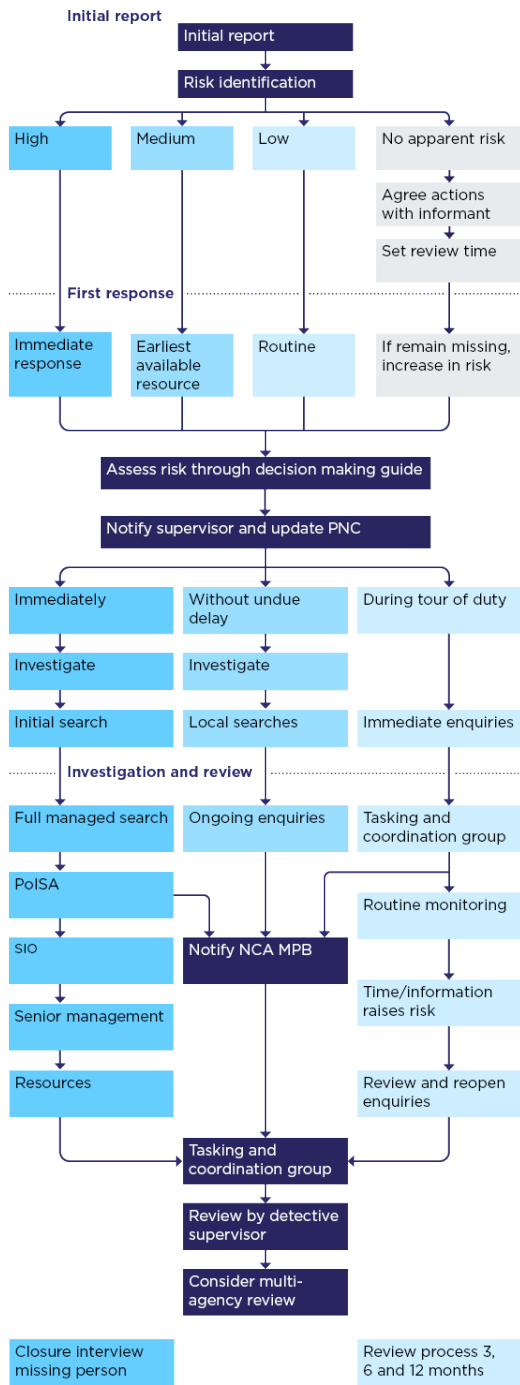 Initial report
Initial report
Risk identification
High
Medium
Low
No apparent risk
Agree actions
with informant
Set review time
First response
Immediate
response
Earliest
available
resource
Routine
If remain missing,
increase in risk
Assess risk through decision making guide
Notify supervisor and update PNC
Immediately
Without undue
delay
During tour of duty
Investigate
Investigate
Initial search
Local searches
Immediate enquiries
Investigation and review
Full managed search
Ongoing enquiries
Tasking and
coordination group
PolSA
Routine monitoring
SIO
Notify NCA MPB
Time/information
raises risk
Senior management
Resources
Review and reopen
enquiries
Tasking and
coordination group
Review by detective
supervisor
Consider multi-
agency review
Closure interview
missing person
Review process 3,
6 and 12 months